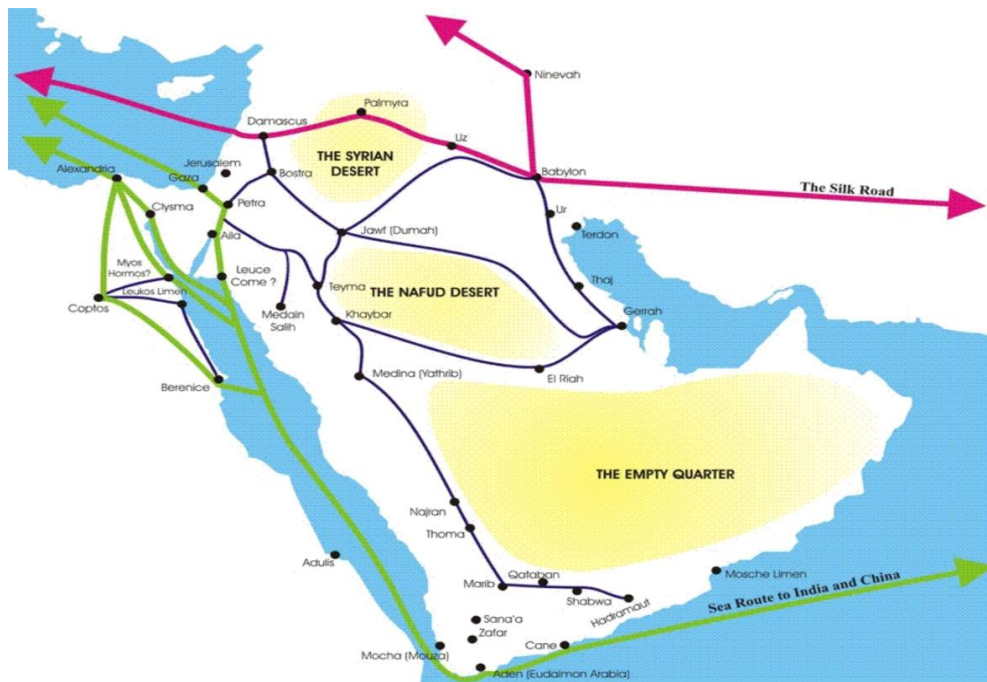 Ninevah
Palmyra
Damascus
Uz
THE SYRIAN
DESERT
Jerusalem
Alexandria
Gaza
Bostra
Babylon
The Silk Road
Petra
Clysma
Ur
Terdon
Aila
Jawf (Dumah)
Myos
Hormos?
Leuce
Come ?
Leukos Limen
Teyma
THE NAFUD DESERT
Thaj
Coptos
Medain
Salih
Khaybar
Gerrah
Berenice
Medina (Yathrib)
El Riah
THE EMPTY QUARTER
Najran
Thoma
Adulis
Marib
Qataban
Shabwa
Hadramaut
Mosche Limen
Sea Route to India and China
Sana'a
Zafar
Mocha (Mouza)
Cane
Aden (Eudaimon Arabia)